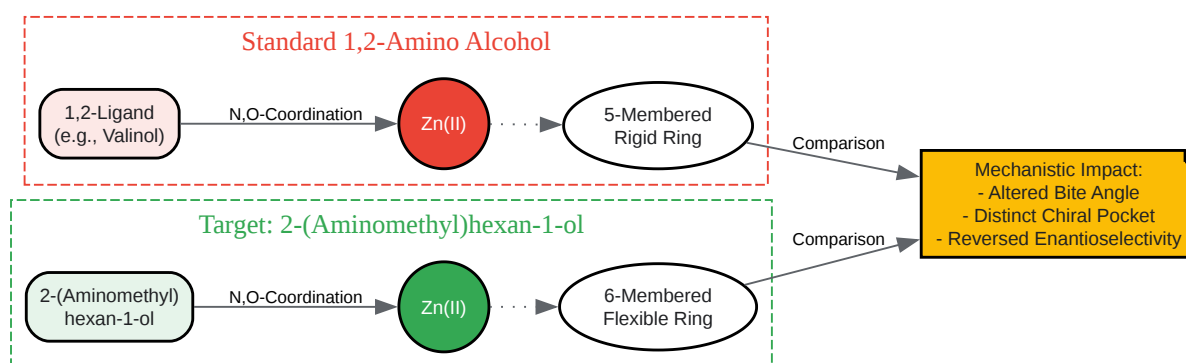 Standard 1,2-Amino Alcohol
1,2-Ligand
(e.g., Valinol)
N,O-Coordination
Zn(II)
5-Membered
Rigid Ring
Comparison
Target: 2-(Aminomethyl)hexan-1-ol
2-(Aminomethyl)
hexan-1-ol
N,O-Coordination
Zn(II)
6-Membered
Flexible Ring
Comparison
Mechanistic Impact:
- Altered Bite Angle
- Distinct Chiral Pocket
- Reversed Enantioselectivity